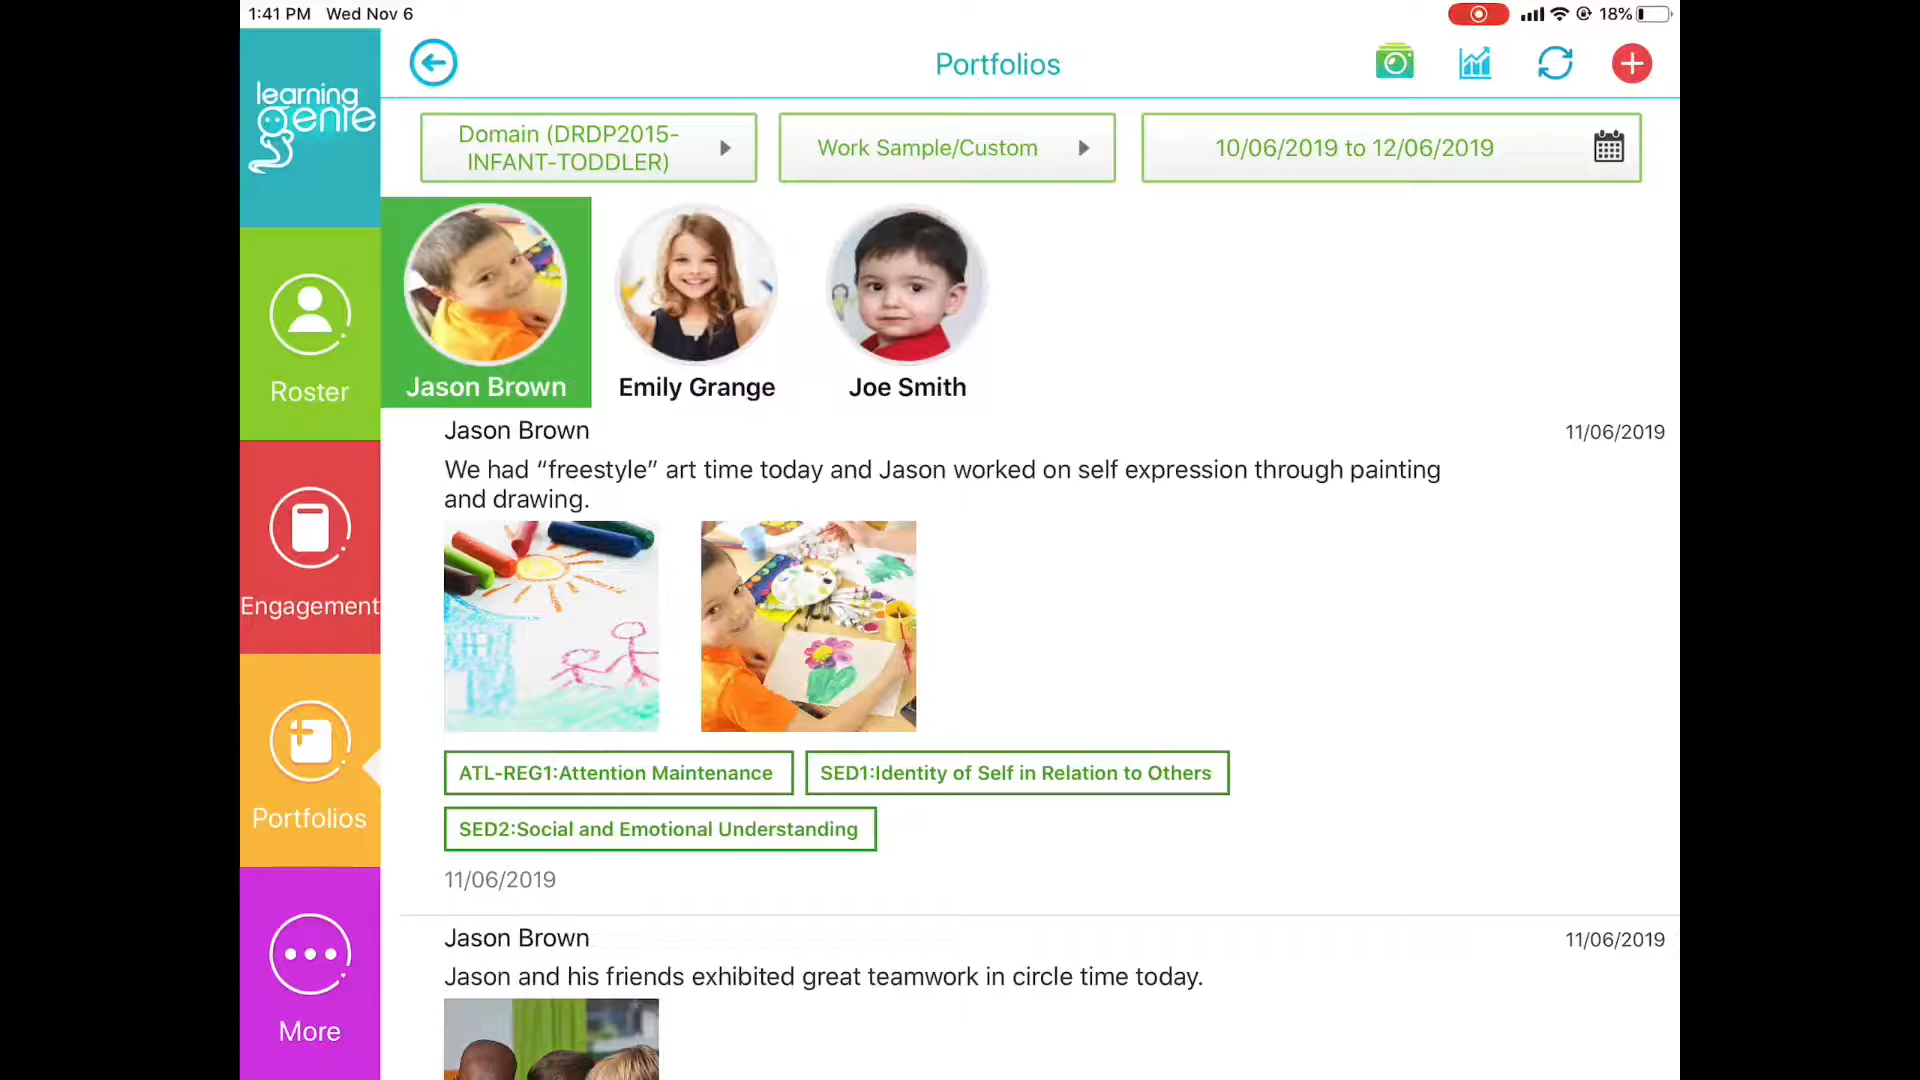 1:41 PM Wed Nov 6
18%
learning
genie
Portfolios
Domain (DRDP2015-
INFANT-TODDLER)
Work Sample/Custom
10/06/2019 to 12/06/2019
Jason Brown
Emily Grange
Joe Smith
Roster
Jason Brown
11/06/2019
We had “freestyle” art time today and Jason worked on self expression through painting
and drawing.
Engagement
ATL-REG1:Attention Maintenance
SED1:Identity of Self in Relation to Others
SED2:Social and Emotional Understanding
Portfolios
11/06/2019
Jason Brown
11/06/2019
Jason and his friends exhibited great teamwork in circle time today.
More